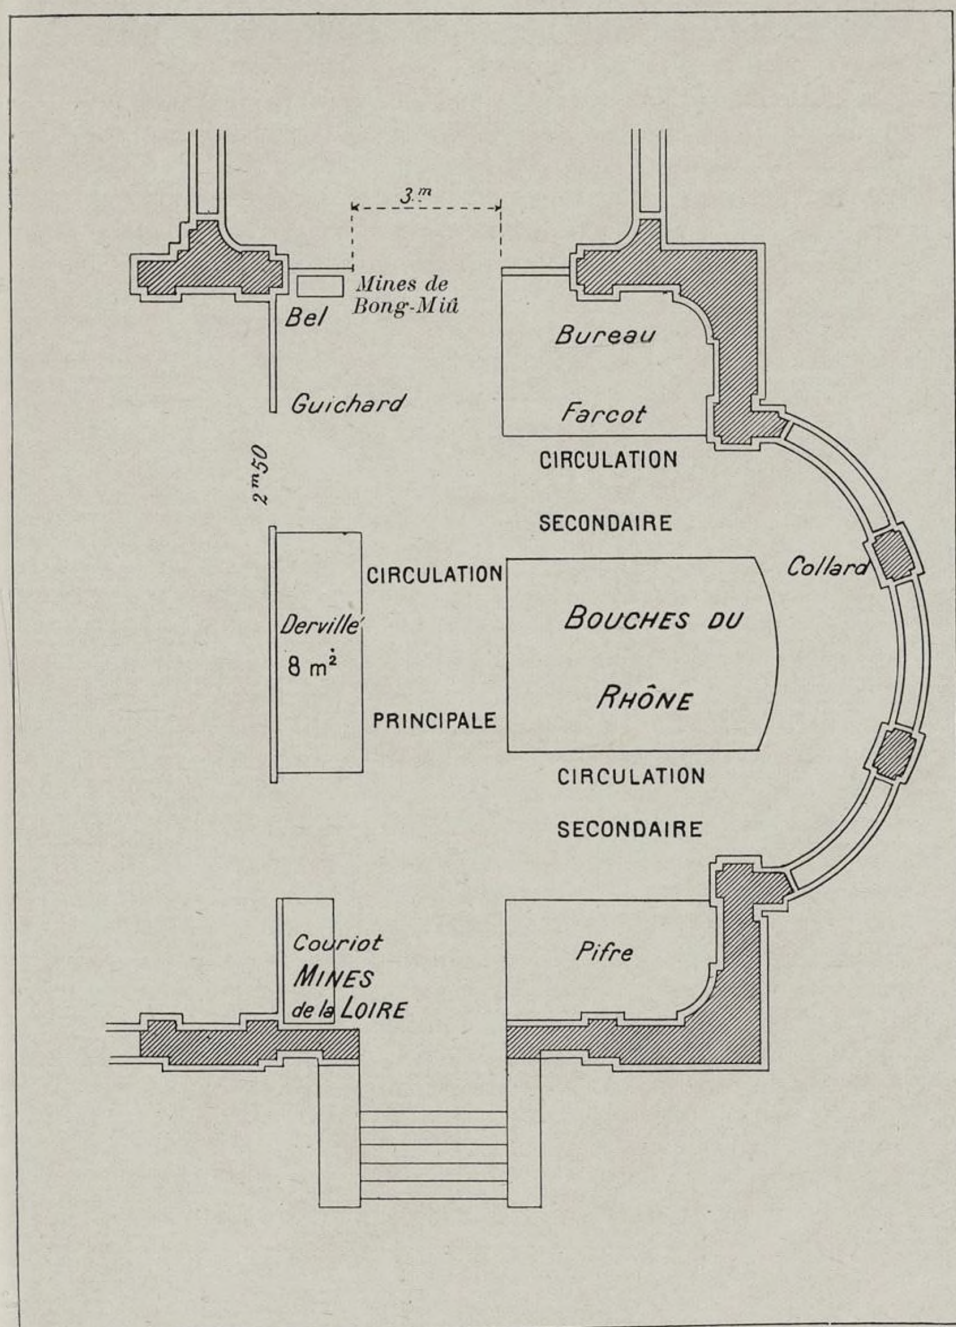 3.m
Mines de
Bong-Miû
Bel
Bureau
Guichard
Farcot
CIRCULATION
SECONDAIRE
2m50
Collard
CIRCULATION
PRINCIPALE
Dervillé
8 m²
BOUCHES DU
RHÔNE
CIRCULATION
SECONDAIRE
Couriot
MINES
de la LOIRE
Pifre